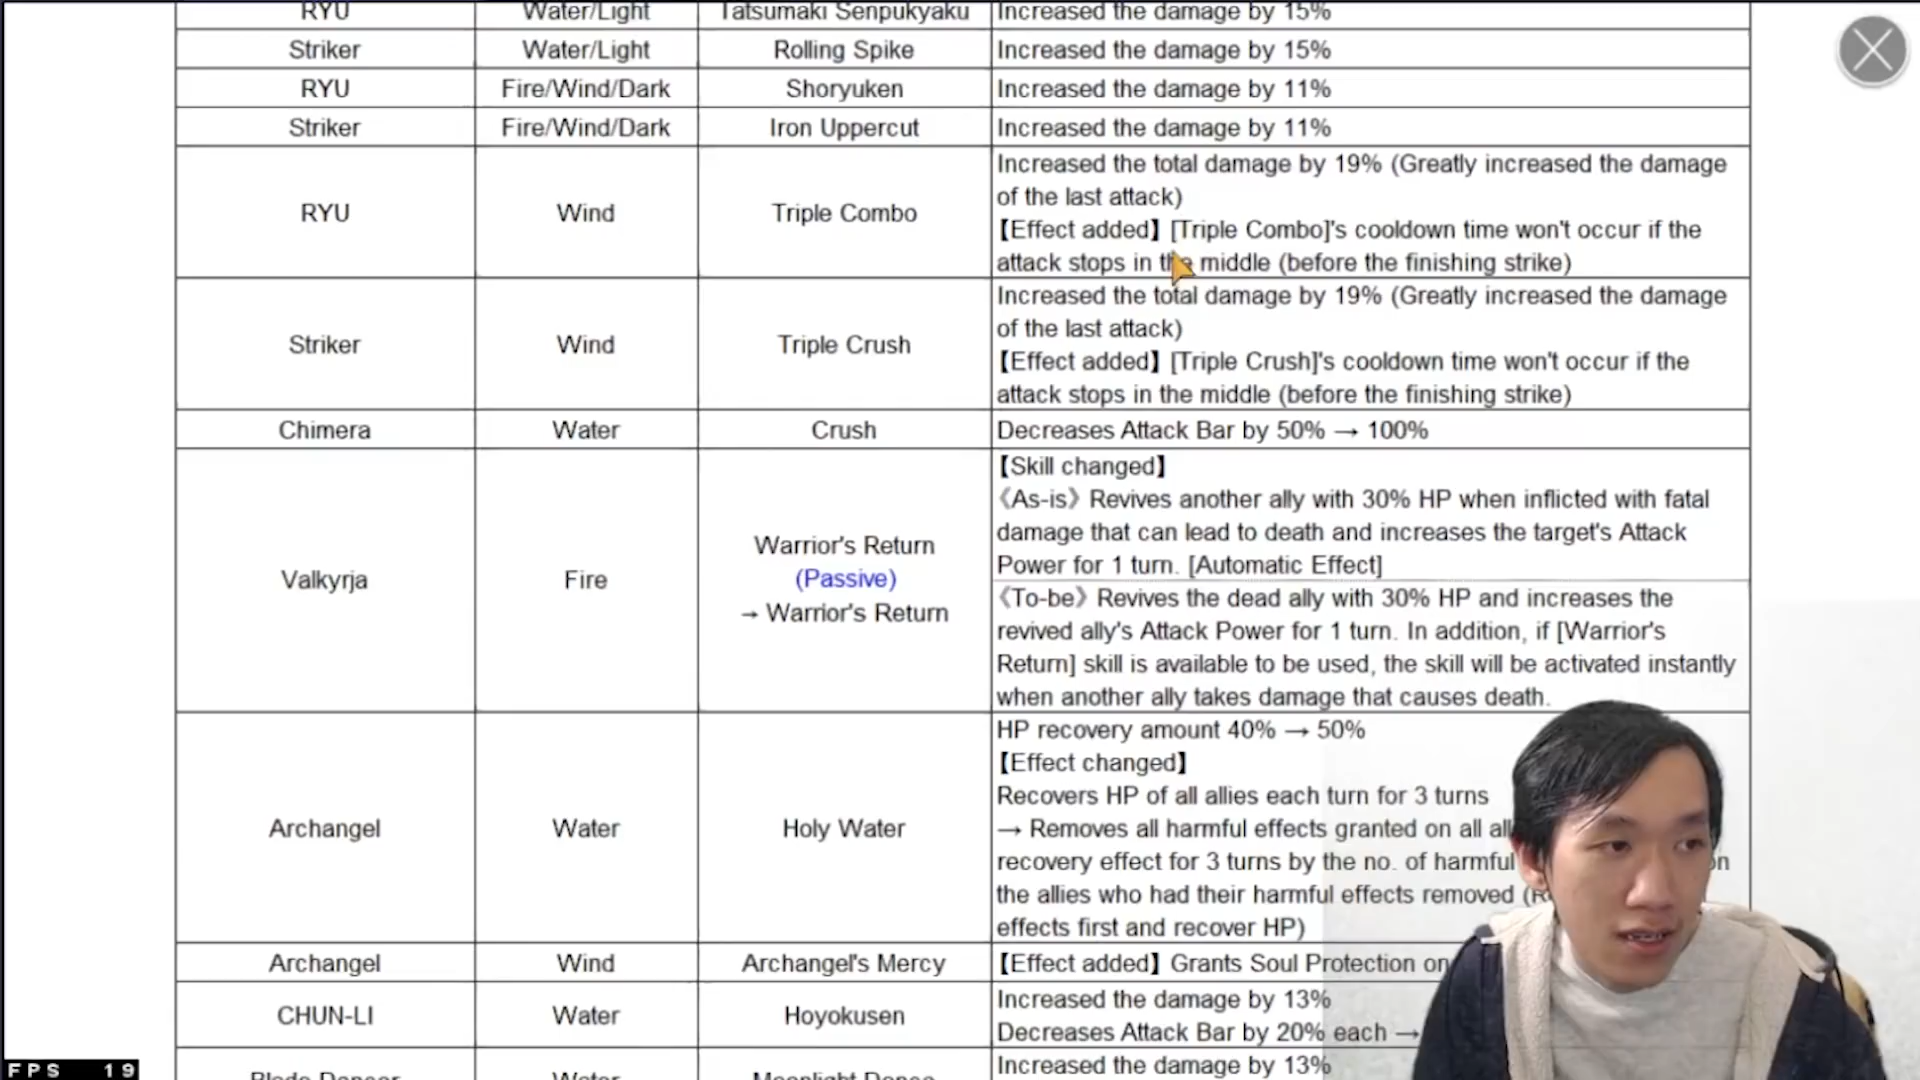 RYU Water/Light Tatsumaki Senpukyaku Increased the damage by 15%
Striker Water/Light Rolling Spike Increased the damage by 15%
RYU Fire/Wind/Dark Shoryuken Increased the damage by 11%
Striker Fire/Wind/Dark Iron Uppercut Increased the damage by 11%
RYU Wind Triple Combo
Increased the total damage by 19% (Greatly increased the damage
of the last attack)
【Effect added】[Triple Combo]'s cooldown time won't occur if the
attack stops in the middle (before the finishing strike)
Striker Wind Triple Crush
Increased the total damage by 19% (Greatly increased the damage
of the last attack)
【Effect added】[Triple Crush]'s cooldown time won't occur if the
attack stops in the middle (before the finishing strike)
Chimera Water Crush Decreases Attack Bar by 50% → 100%
Valkyrja Fire
Warrior's Return
(Passive)
→ Warrior's Return
【Skill changed】
《As-is》Revives another ally with 30% HP when inflicted with fatal
damage that can lead to death and increases the target's Attack
Power for 1 turn. [Automatic Effect]
《To-be》Revives the dead ally with 30% HP and increases the
revived ally's Attack Power for 1 turn. In addition, if [Warrior's
Return] skill is available to be used, the skill will be activated instantly
when another ally takes damage that causes death.
Archangel Water Holy Water
HP recovery amount 40% → 50%
【Effect changed】
Recovers HP of all allies each turn for 3 turns
→ Removes all harmful effects granted on all
recovery effect for 3 turns by the no. of harmful
the allies who had their harmful effects removed
effects first and recover HP)
Archangel Wind Archangel's Mercy 【Effect added】Grants Soul Protection on
CHUN-LI Water Hoyokusen
Increased the damage by 13%
Decreases Attack Bar by 20% each →
Blade Dancer Water Moonlight Dance
Increased the damage by 13%
FPS 19